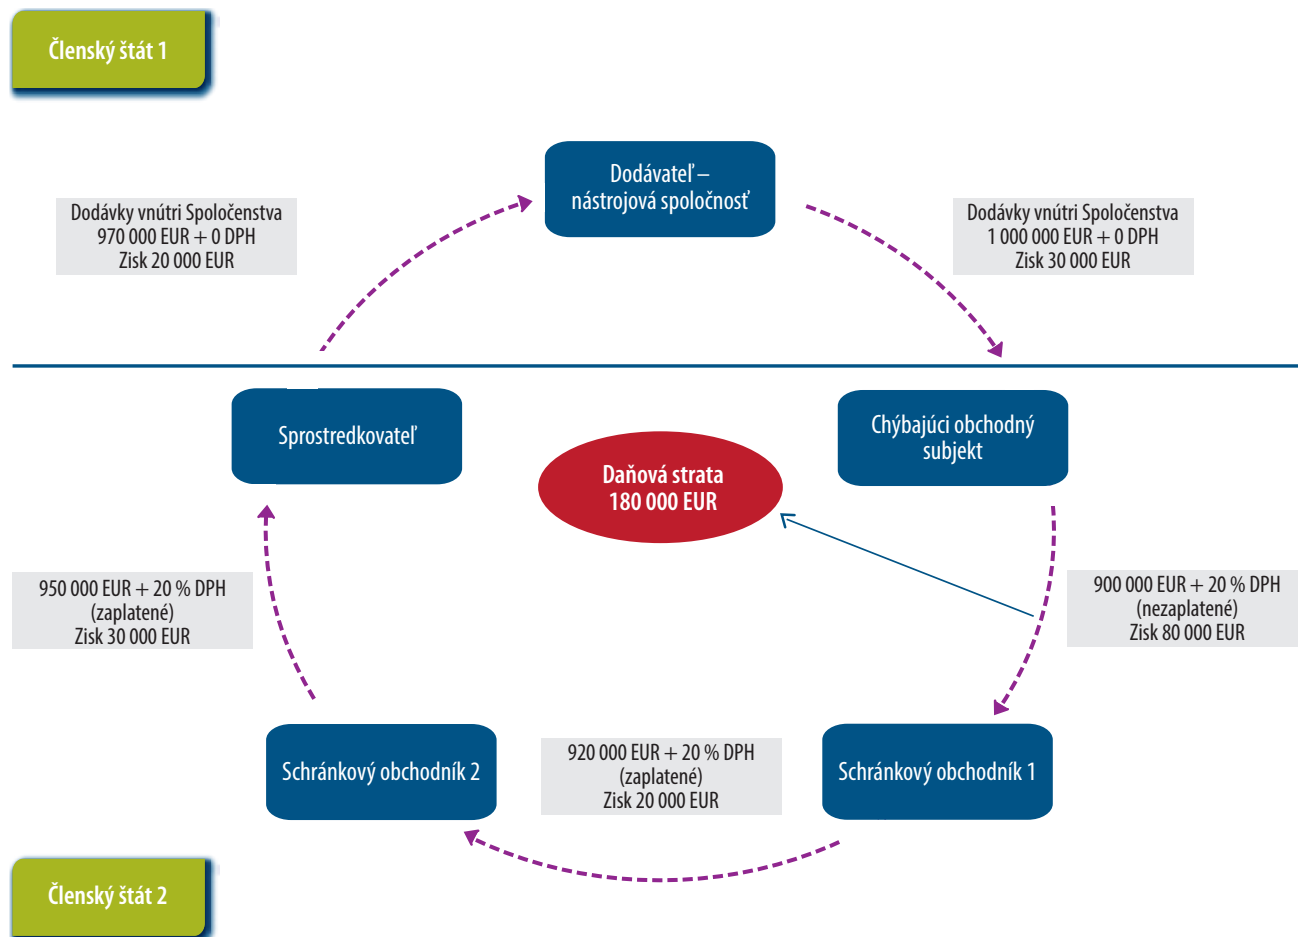 Členský štát 1
Dodávateľ –
nástrojová spoločnosť
Dodávky vnútri Spoločenstva
970 000 EUR + 0 DPH
Zisk 20 000 EUR
Dodávky vnútri Spoločenstva
1 000 000 EUR + 0 DPH
Zisk 30 000 EUR
Sprostredkovateľ
Chýbajúci obchodný
subjekt
Daňová strata
180 000 EUR
950 000 EUR + 20 % DPH
(zaplatené)
Zisk 30 000 EUR
900 000 EUR + 20 % DPH
(nezaplatené)
Zisk 80 000 EUR
Schránkový obchodník 2
920 000 EUR + 20 % DPH
(zaplatené)
Zisk 20 000 EUR
Schránkový obchodník 1
Členský štát 2